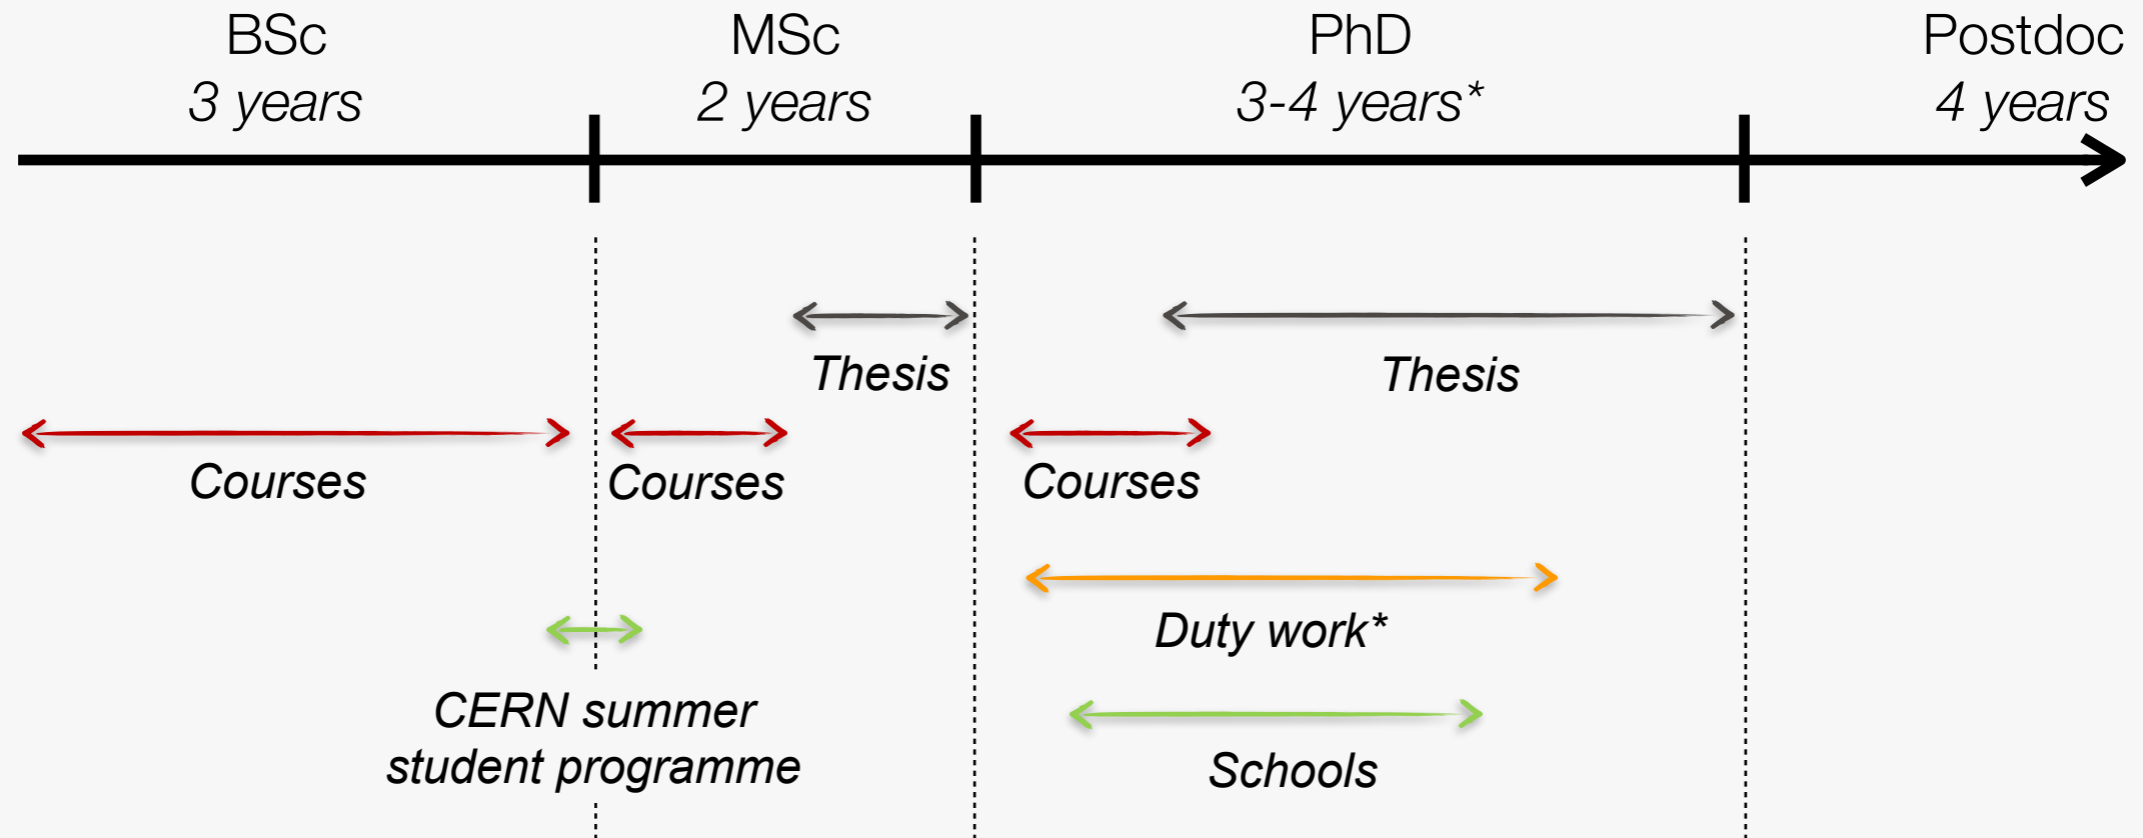 BSc
3 years
MSc
2 years
PhD
3-4 years*
Postdoc
4 years
Thesis
Thesis
Courses
Courses
Courses
Duty work*
CERN summer
student programme
Schools